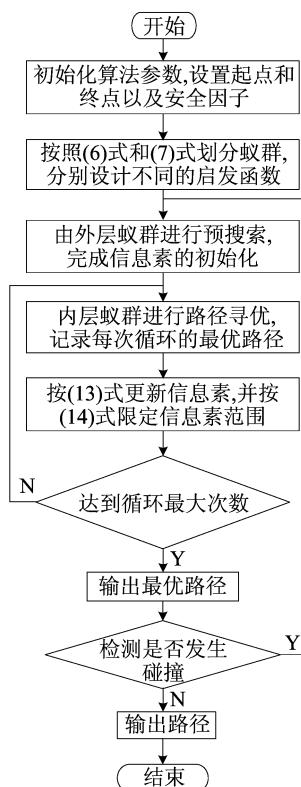 开始
初始化算法参数,设置起点和
终点以及安全因子
按照(6)式和(7)式划分蚁群,
分别设计不同的启发函数
由外层蚁群进行预搜索,
完成信息素的初始化
内层蚁群进行路径寻优,
记录每次循环的最优路径
按(13)式更新信息素,并按
(14)式限定信息素范围
N
达到循环最大次数
Y
输出最优路径
检测是否发生
碰撞
Y
N
输出路径
结束